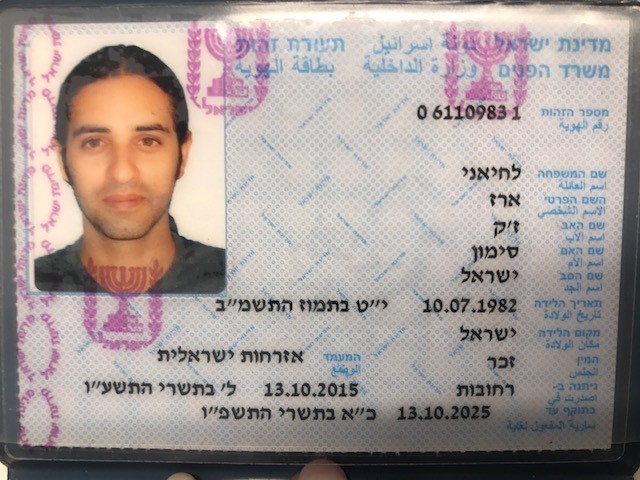 מדינת ישראל دولة اسرائيل תעודת זהות
משרד הפנים وزارة الداخلية بطاقة الهوية
מספר הזהות 0 6110983 1
رقم الهوية
שם המשפחה לחיאני
اسم العائلة
השם הפרטי ארז
الاسم الشخصي
שם האב ז'ק
اسم الاب
שם האם סימון
اسم الام
שם הסב ישראל
اسم الجد
תאריך הלידה 10.07.1982 י"ט בתמוז התשמ"ב
تاريخ الولادة
מקום הלידה ישראל
مكان الولادة
המין זכר המעמד אזרחות ישראלית
الجنس الوضع
ניתנה ב- רחובות 13.10.2015 ל' בתשרי התשע"ו
اصدرت في
בתוקף עד 13.10.2025 כ"א בתשרי התשפ"ו
سارية المفعول لغاية